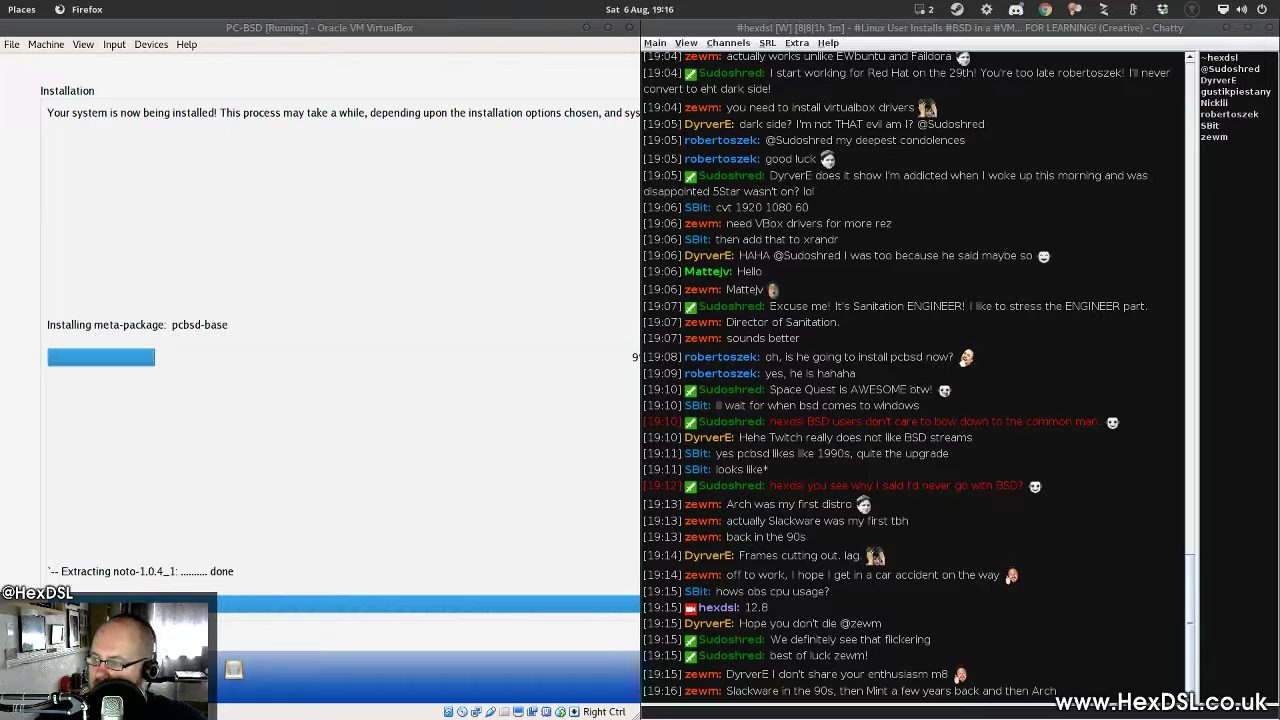 Places Firefox Sat 6 Aug, 19:16 2
PC-BSD [Running] - Oracle VM VirtualBox
File Machine View Input Devices Help
Installation
Your system is now being installed! This process may take a while, depending upon the installation options chosen, and sys
Installing meta-package: pcbsd-base
9
`-- Extracting noto-1.0.4_1: .......... done
@HexDSL
Right Ctrl
#hexdsl [W] [8|8|1h 1m] - #Linux User Installs #BSD in a #VM... FOR LEARNING! (Creative) - Chatty
Main View Channels SRL Extra Help
[19:04] zewm: actually works unlike EWbuntu and Faildora
[19:04] Sudoshred: I start working for Red Hat on the 29th! You're too late robertoszek! I'll never
convert to eht dark side!
[19:04] zewm: you need to install virtualbox drivers
[19:05] DyrverE: dark side? I'm not THAT evil am I? @Sudoshred
[19:05] robertoszek: @Sudoshred my deepest condolences
[19:05] robertoszek: good luck
[19:05] Sudoshred: DyrverE does it show I'm addicted when I woke up this morning and was
disappointed 5Star wasn't on? lol
[19:06] SBit: cvt 1920 1080 60
[19:06] zewm: need VBox drivers for more rez
[19:06] SBit: then add that to xrandr
[19:06] DyrverE: HAHA @Sudoshred I was too because he said maybe so
[19:06] Mattejv: Hello
[19:06] zewm: Mattejv
[19:07] Sudoshred: Excuse me! It's Sanitation ENGINEER! I like to stress the ENGINEER part.
[19:07] zewm: Director of Sanitation.
[19:07] zewm: sounds better
[19:08] robertoszek: oh, is he going to install pcbsd now?
[19:09] robertoszek: yes, he is hahaha
[19:10] Sudoshred: Space Quest is AWESOME btw!
[19:10] SBit: ll wait for when bsd comes to windows
[19:10] Sudoshred: hexdsl BSD users don't care to bow down to the common man.
[19:10] DyrverE: Hehe Twitch really does not like BSD streams
[19:11] SBit: yes pcbsd likes like 1990s, quite the upgrade
[19:11] SBit: looks like*
[19:12] Sudoshred: hexdsl you see why I said I'd never go with BSD?
[19:13] zewm: Arch was my first distro
[19:13] zewm: actually Slackware was my first tbh
[19:13] zewm: back in the 90s
[19:14] DyrverE: Frames cutting out. lag.
[19:14] zewm: off to work, I hope I get in a car accident on the way
[19:15] SBit: hows obs cpu usage?
[19:15] hexdsl: 12.8
[19:15] DyrverE: Hope you don't die @zewm
[19:15] Sudoshred: We definitely see that flickering
[19:15] Sudoshred: best of luck zewm!
[19:15] zewm: DyrverE I don't share your enthusiasm m8
[19:16] zewm: Slackware in the 90s, then Mint a few years back and then Arch
~hexdsl
@Sudoshred
DyrverE
gustikpiestany
Nicklii
robertoszek
SBit
zewm
www.HexDSL.co.uk